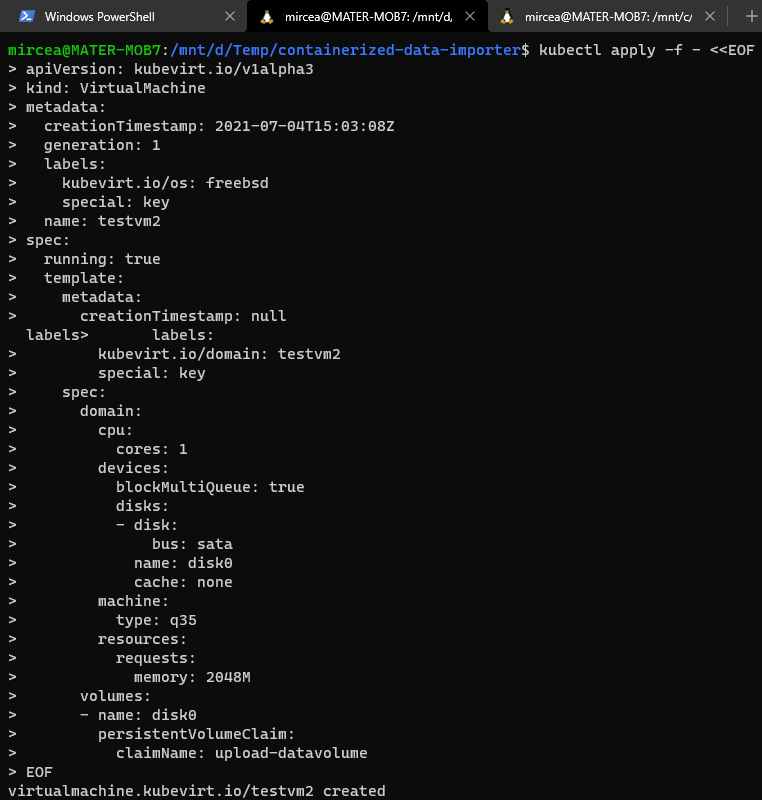 Windows PowerShell
mircea@MATER-MOB7: /mnt/d,
mircea@MATER-MOB7: /mnt/c/
mircea@MATER-MOB7:/mnt/d/Temp/containerized-data-importer$ kubectl apply -f - <<EOF
> apiVersion: kubevirt.io/v1alpha3
> kind: VirtualMachine
> metadata:
>   creationTimestamp: 2021-07-04T15:03:08Z
>   generation: 1
>   labels:
>     kubevirt.io/os: freebsd
>     special: key
>   name: testvm2
> spec:
>   running: true
>   template:
>     metadata:
>       creationTimestamp: null
  labels>       labels:
>         kubevirt.io/domain: testvm2
>         special: key
>     spec:
>       domain:
>         cpu:
>           cores: 1
>         devices:
>           blockMultiQueue: true
>           disks:
>           - disk:
>               bus: sata
>             name: disk0
>             cache: none
>         machine:
>           type: q35
>         resources:
>           requests:
>             memory: 2048M
>       volumes:
>       - name: disk0
>         persistentVolumeClaim:
>           claimName: upload-datavolume
> EOF
virtualmachine.kubevirt.io/testvm2 created